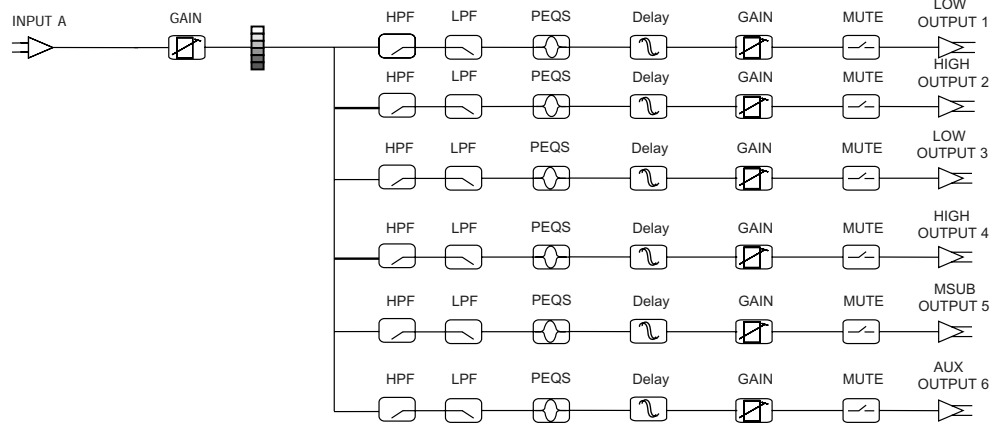 LOW
INPUT A GAIN HPF LPF PEQS Delay GAIN MUTE OUTPUT 1
HIGH
HPF LPF PEQS Delay GAIN MUTE OUTPUT 2
LOW
HPF LPF PEQS Delay GAIN MUTE OUTPUT 3
HIGH
HPF LPF PEQS Delay GAIN MUTE OUTPUT 4
MSUB
HPF LPF PEQS Delay GAIN MUTE OUTPUT 5
AUX
HPF LPF PEQS Delay GAIN MUTE OUTPUT 6